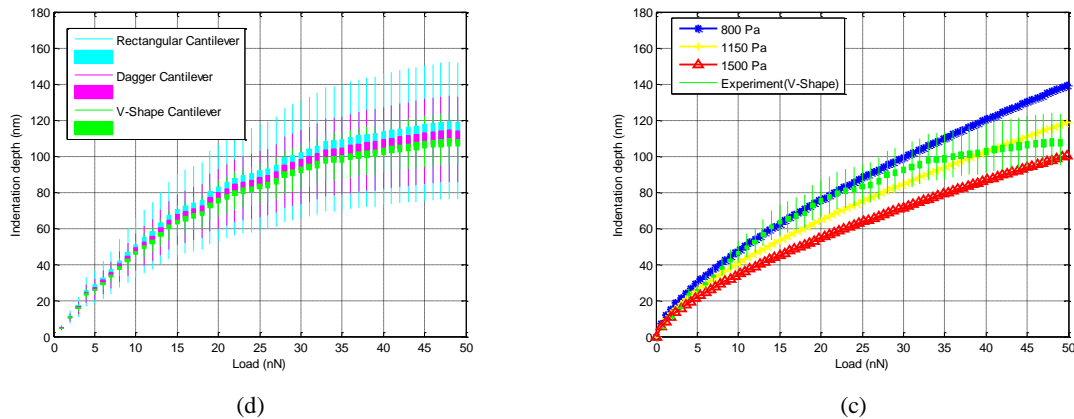 180
160
140
120
100
80
60
40
20
0
Indentation depth (nm)
Rectangular Cantilever
Dagger Cantilever
V-Shape Cantilever
0 5 10 15 20 25 30 35 40 45 50
Load (nN)
(d)
180
160
140
120
100
80
60
40
20
0
Indentation depth (nm)
800 Pa
1150 Pa
1500 Pa
Experiment(V-Shape)
0 5 10 15 20 25 30 35 40 45 50
Load (nN)
(c)